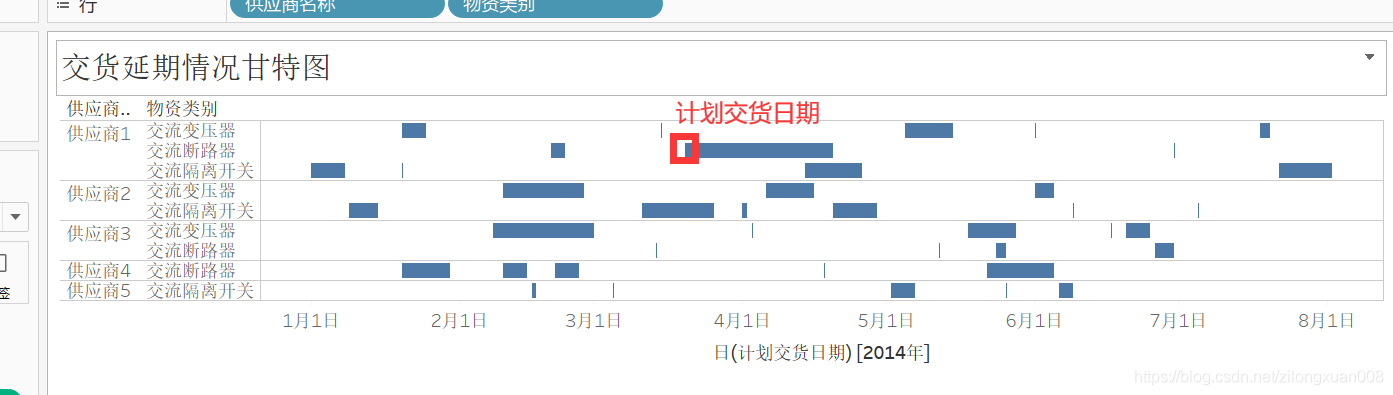 行
供应商名称
物资类别
交货延期情况甘特图
供应商.. 物资类别
计划交货日期
供应商1 交流变压器
交流断路器
交流隔离开关
供应商2 交流变压器
交流隔离开关
供应商3 交流变压器
交流断路器
供应商4 交流断路器
供应商5 交流隔离开关
签
1月1日 2月1日 3月1日 4月1日 5月1日 6月1日 7月1日 8月1日
日(计划交货日期) [2014年]
https://blog.csdn.net/zilongxuan008